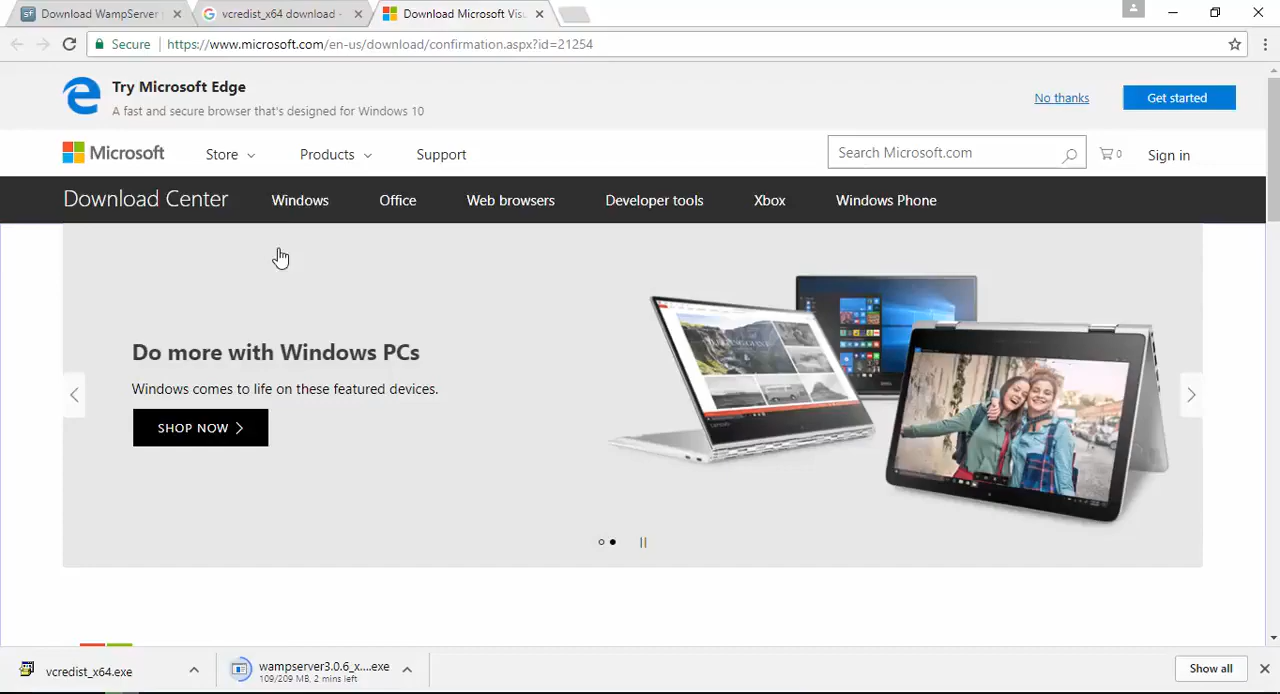 Download WampServer
vcredist_x64 download -
Download Microsoft Visu
Secure
https://www.microsoft.com/en-us/download/confirmation.aspx?id=21254
Try Microsoft Edge
A fast and secure browser that's designed for Windows 10
No thanks
Get started
Microsoft
Store
Products
Support
Search Microsoft.com
0
Sign in
Download Center
Windows
Office
Web browsers
Developer tools
Xbox
Windows Phone
Do more with Windows PCs
Windows comes to life on these featured devices.
SHOP NOW
vcredist_x64.exe
wampserver3.0.6_x....exe
109/209 MB, 2 mins left
Show all